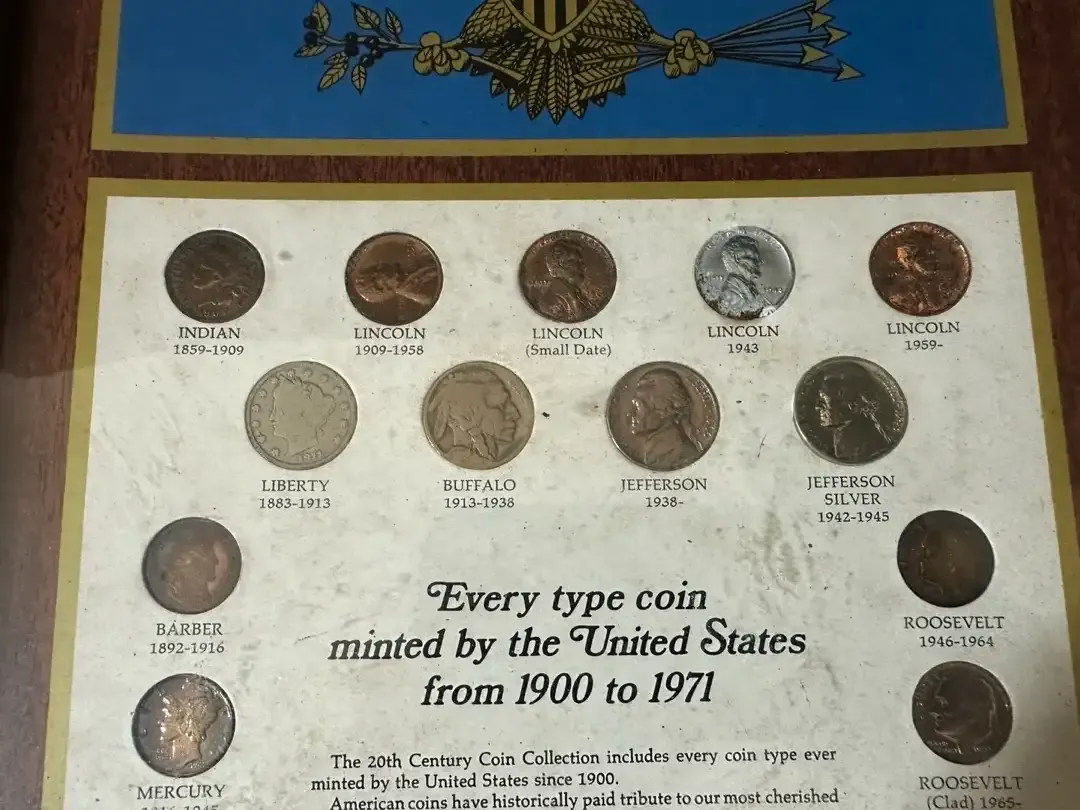 INDIAN
1859-1909
LINCOLN
1909-1958
LINCOLN
(Small Date)
LINCOLN
1943
LINCOLN
1959-
LIBERTY
1883-1913
BUFFALO
1913-1938
JEFFERSON
1938-
JEFFERSON
SILVER
1942-1945
BARBER
1892-1916
ROOSEVELT
1946-1964
Every type coin
minted by the United States
from 1900 to 1971
MERCURY
ROOSEVELT
(Clad) 1965-
The 20th Century Coin Collection includes every coin type ever
minted by the United States since 1900.
American coins have historically paid tribute to our most cherished